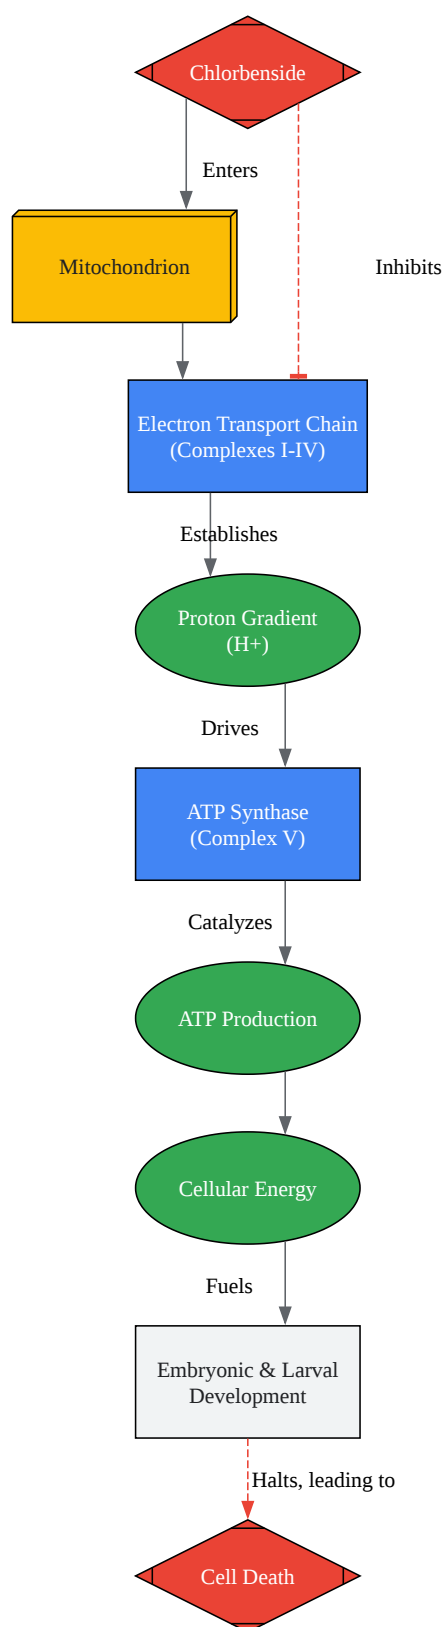 Chlorbenside
Enters
Mitochondrion
Inhibits
Electron Transport Chain
(Complexes I-IV)
Establishes
Proton Gradient
(H+)
Drives
ATP Synthase
(Complex V)
Catalyzes
ATP Production
Cellular Energy
Fuels
Embryonic & Larval
Development
Halts, leading to
Cell Death